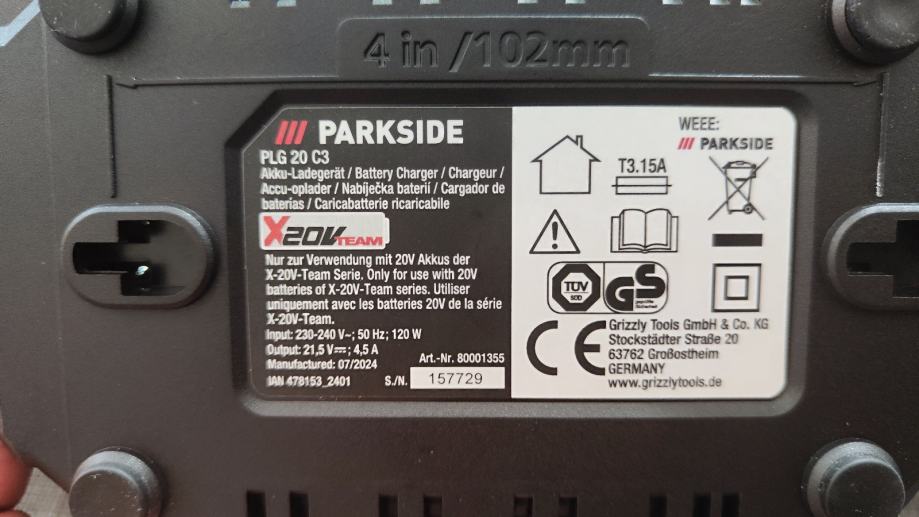 4 in /102mm
PARKSIDE
PLG 20 C3
Akku-Ladegerät / Battery Charger / Chargeur /
Accu-oplader / Nabíječka baterií / Cargador de
baterías / Caricabatterie ricaricabile
X20V TEAM
Nur zur Verwendung mit 20V Akkus der
X-20V-Team Serie. Only for use with 20V
batteries of X-20V-Team series. Utiliser
uniquement avec les batteries 20V de la série
X-20V-Team.
Input: 230-240 V~; 50 Hz; 120 W
Output: 21,5 V⎓; 4,5 A
Manufactured: 07/2024
Art.-Nr. 80001355
IAN 478153_2401
S./N. 157729
WEEE:
PARKSIDE
T3.15A
TÜV
SÜD
GS
geprüfte
Sicherheit
CE
Grizzly Tools GmbH & Co. KG
Stockstädter Straße 20
63762 Großostheim
GERMANY
www.grizzlytools.de